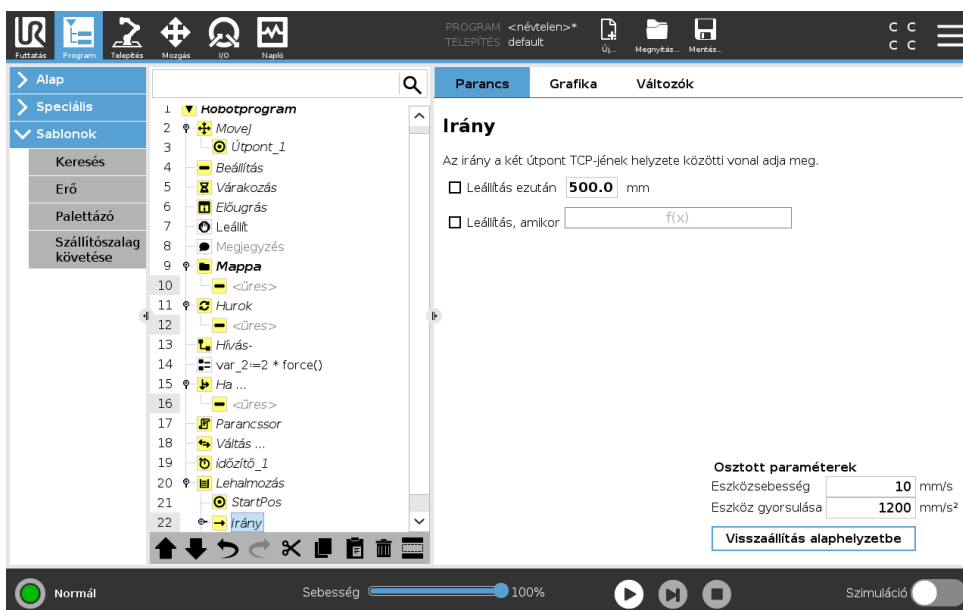 PROGRAM <névtelen>*
TELEPÍTÉS default
Futtatás
Program
Telepítés
Mozgás
I/O
Napló
Új...
Megnyitás...
Mentés...
C C
C C
Alap
Speciális
Sablonok
Keresés
Erő
Palettázó
Szállítószalag
követése
1 Robotprogram
2 MoveJ
3 Útpont_1
4 Beállítás
5 Várakozás
6 Előugrás
7 Leállít
8 Megjegyzés
9 Mappa
10 <üres>
11 Hurok
12 <üres>
13 Hívás-
14 var_2:=2 * force()
15 Ha ...
16 <üres>
17 Parancssor
18 Váltás ...
19 időzítő_1
20 Lehalmozás
21 StartPos
22 Irány
Parancs
Grafika
Változók
Irány
Az irány a két útpont TCP-jének helyzete közötti vonal adja meg.
Leállítás ezután 500.0 mm
Leállítás, amikor f(x)
Osztott paraméterek
Eszközsebesség 10 mm/s
Eszköz gyorsulása 1200 mm/s²
Visszaállítás alaphelyzetbe
Normál
Sebesség 100%
Szimuláció